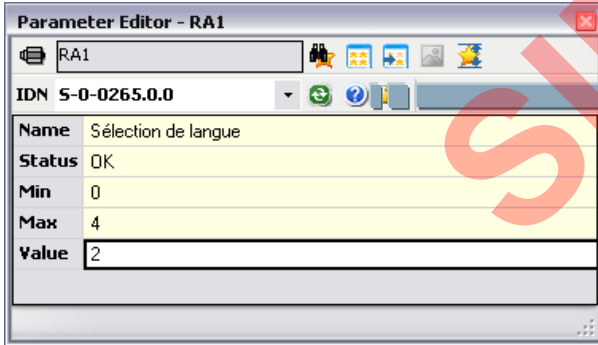 Parameter Editor - RA1
RA1
IDN S-0-0265.0.0
Name Sélection de langue
Status OK
Min 0
Max 4
Value 2